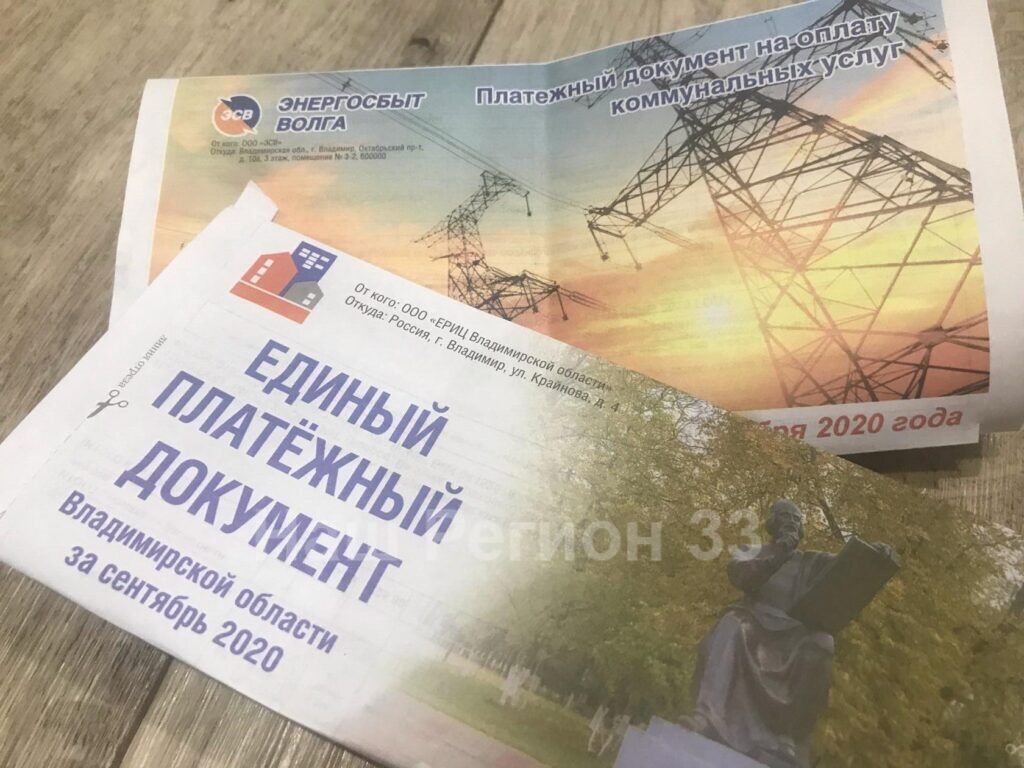 ЭСВ
ЭНЕРГОСБЫТ
ВОЛГА
От кого: ООО «ЭСВ»
Откуда: Владимирская обл., г. Владимир, Октябрьский пр-т,
д. 10а, 3 этаж, помещение № 3-2, 600000
Платежный документ на оплату
коммунальных услуг
2020 года
От кого: ООО «ЕРИЦ Владимирской области»
Откуда: Россия, г. Владимир, ул. Крайнова, д. 4
линия отреза
ЕДИНЫЙ
ПЛАТЁЖНЫЙ
ДОКУМЕНТ
Владимирской области
за сентябрь 2020
Регион 33